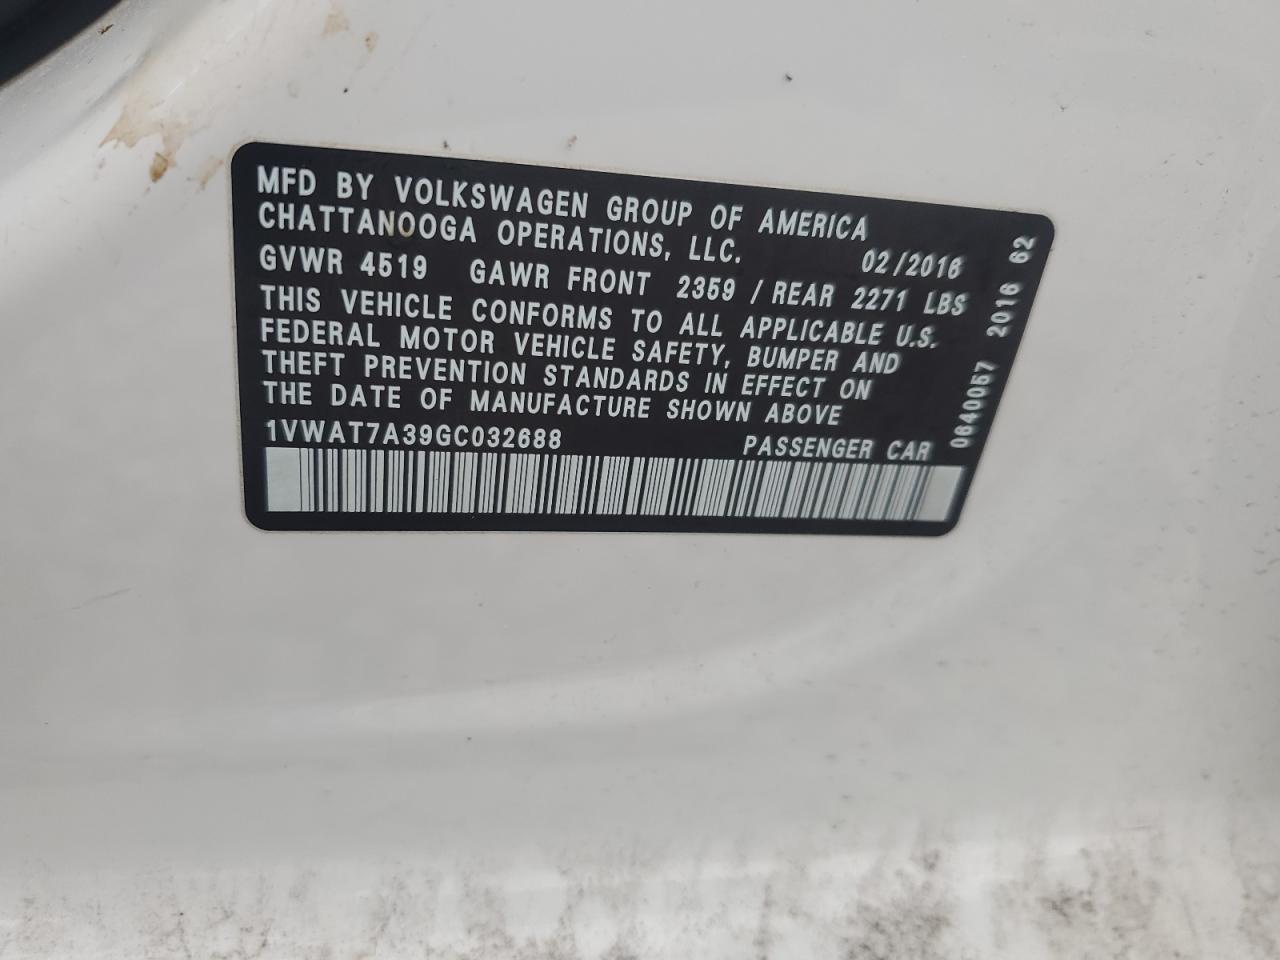 MFD BY VOLKSWAGEN GROUP OF AMERICA
CHATTANOOGA OPERATIONS, LLC. 02/2016
GVWR 4519 GAWR FRONT 2359 / REAR 2271 LBS
THIS VEHICLE CONFORMS TO ALL APPLICABLE U.S.
FEDERAL MOTOR VEHICLE SAFETY, BUMPER AND
THEFT PREVENTION STANDARDS IN EFFECT ON
THE DATE OF MANUFACTURE SHOWN ABOVE
1VWAT7A39GC032688 PASSENGER CAR
0640057 2016 62